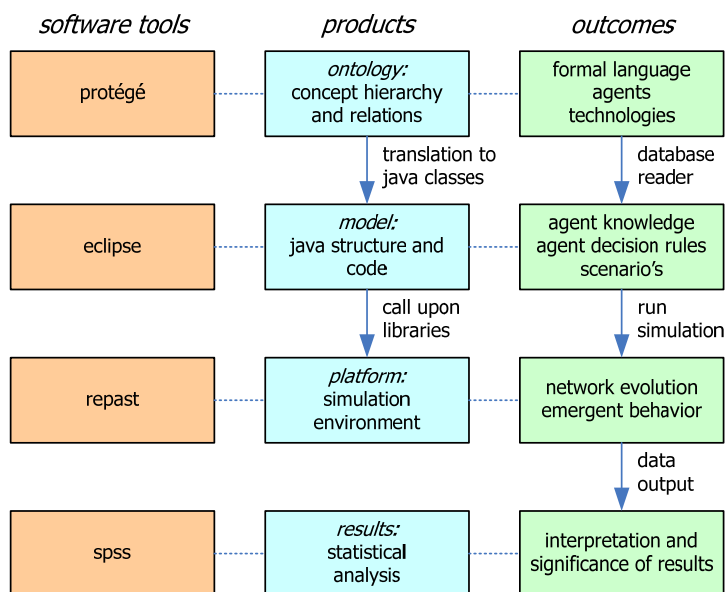 software tools
products
outcomes
protégé
ontology:
concept hierarchy
and relations
formal language
agents
technologies
translation to
java classes
database
reader
eclipse
model:
java structure and
code
agent knowledge
agent decision rules
scenario's
call upon
libraries
run
simulation
repast
platform:
simulation
environment
network evolution
emergent behavior
data
output
spss
results:
statistical
analysis
interpretation and
significance of results